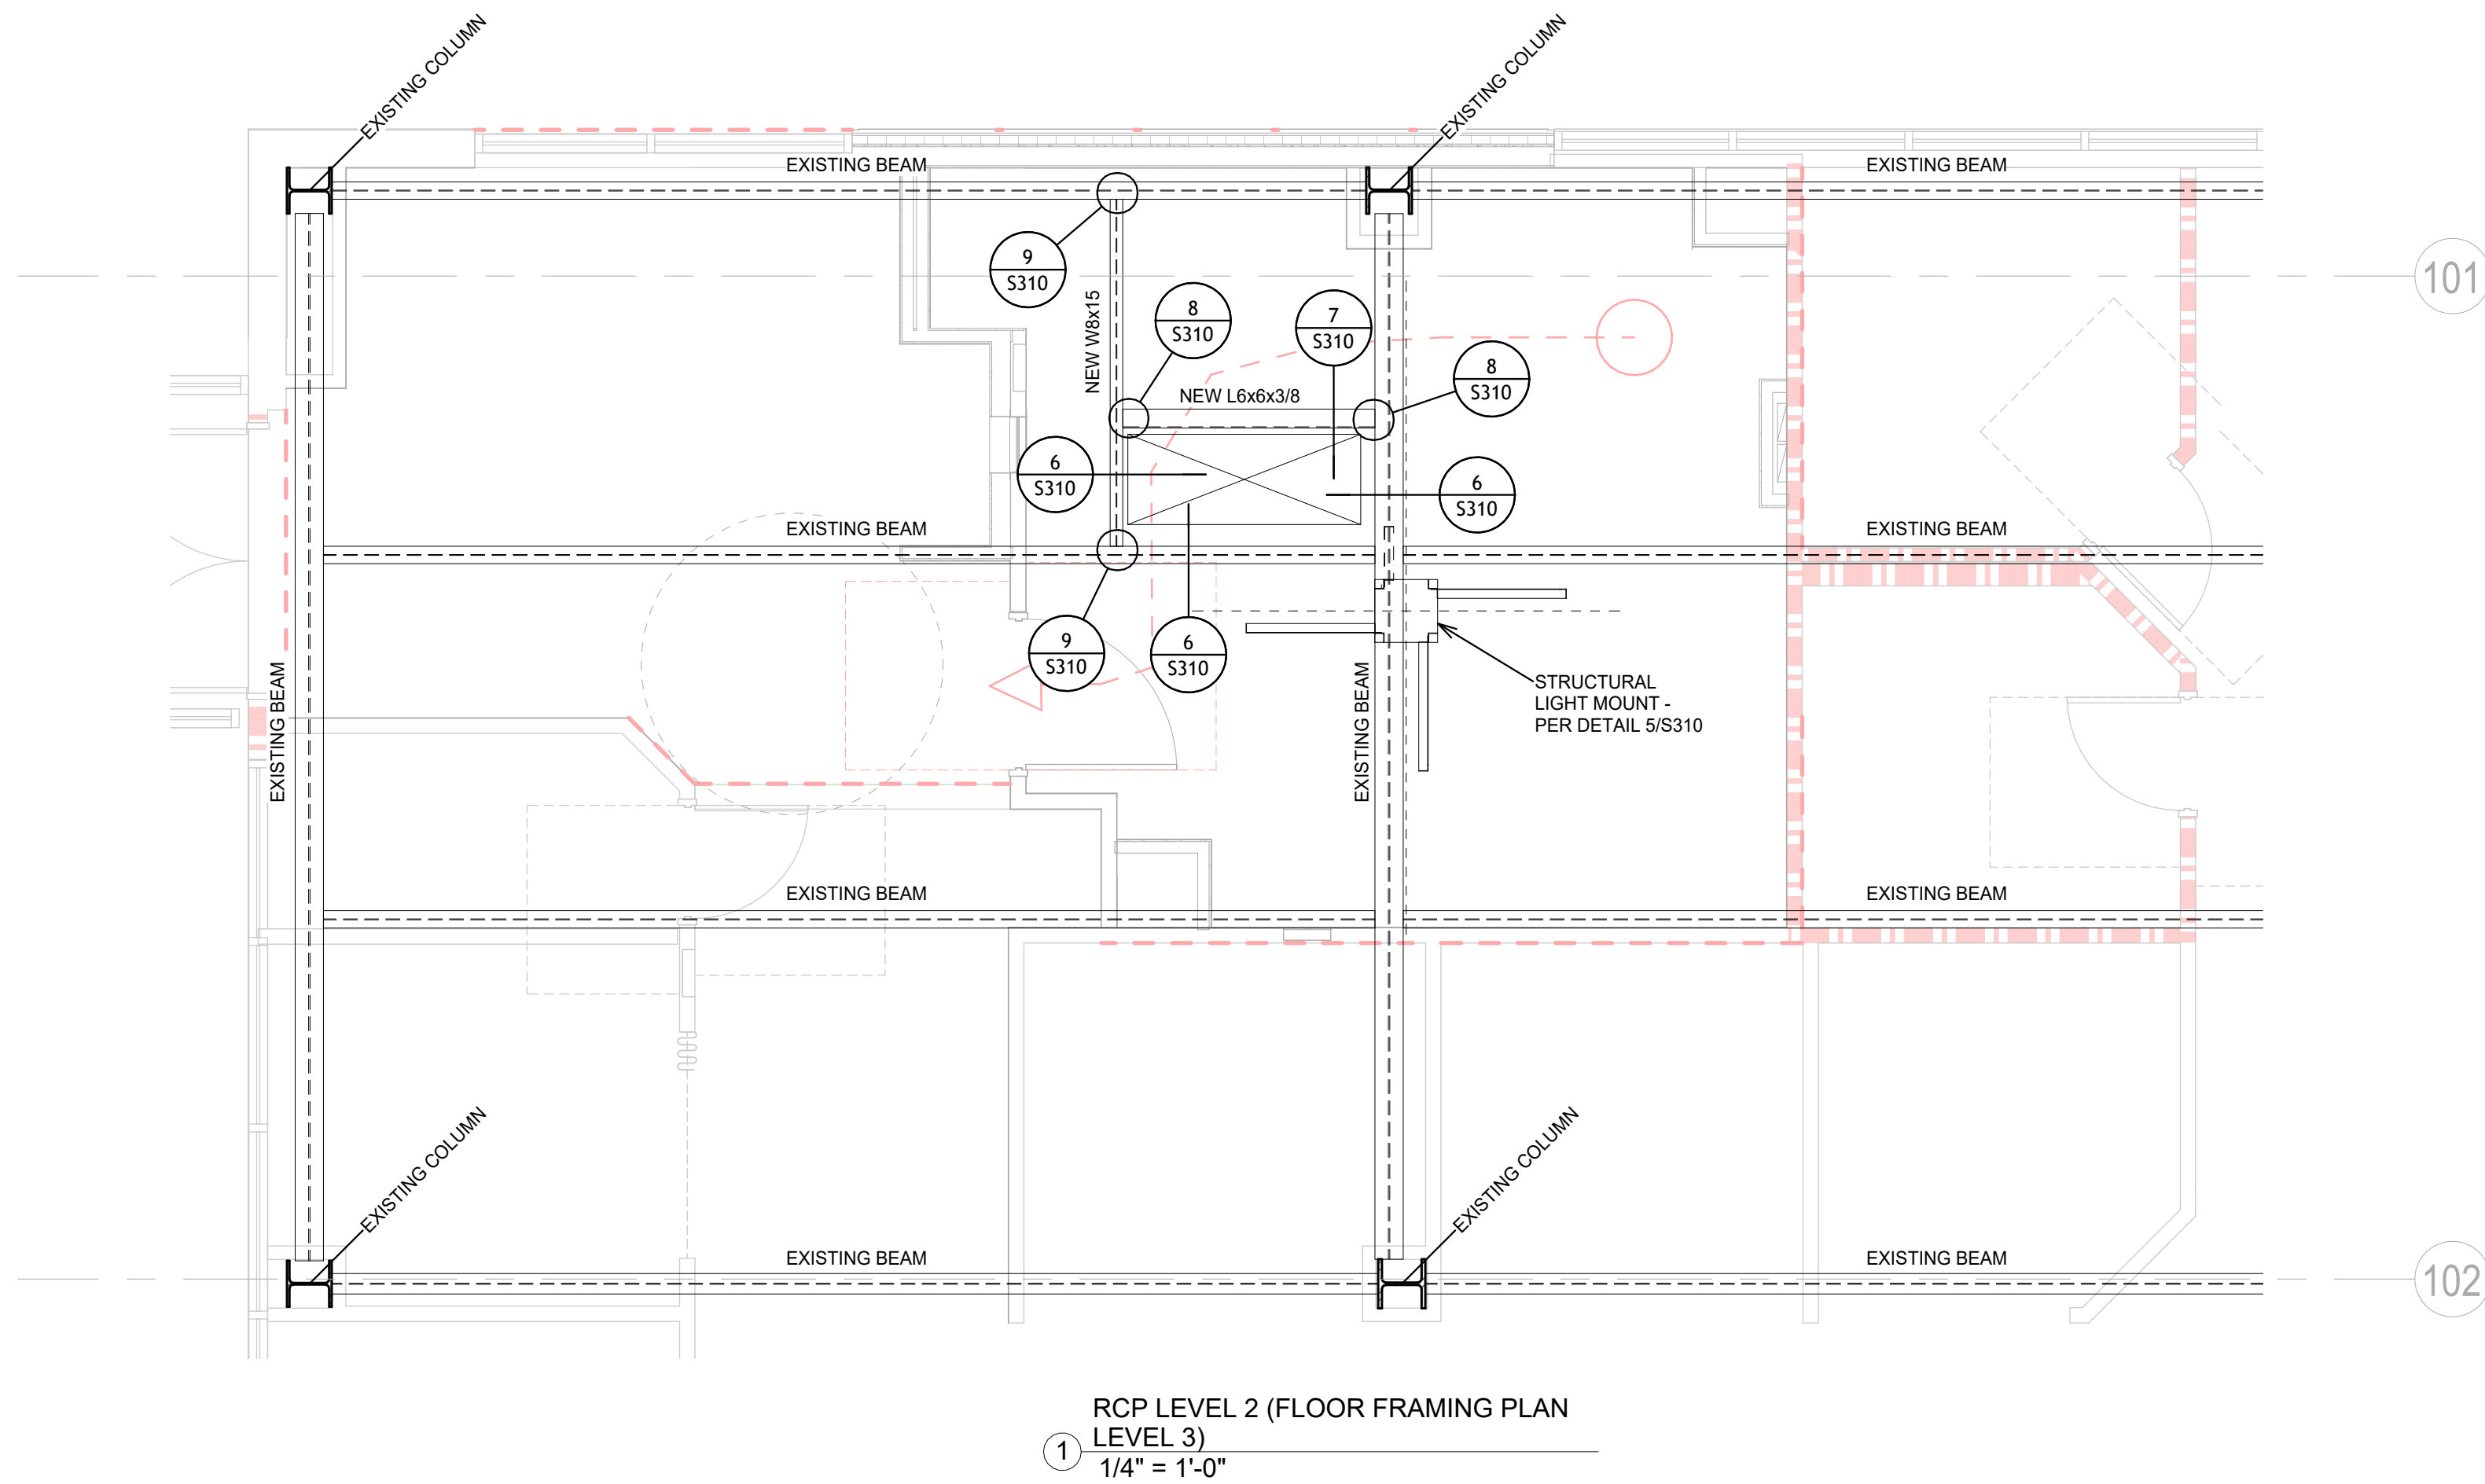 EXISTING COLUMN
EXISTING COLUMN
EXISTING BEAM
EXISTING BEAM
9
S310
101
NEW W8x15
8
S310
7
S310
8
S310
NEW L6x6x3/8
6
S310
6
S310
EXISTING BEAM
EXISTING BEAM
9
S310
6
S310
EXISTING BEAM
EXISTING BEAM
STRUCTURAL
LIGHT MOUNT -
PER DETAIL 5/S310
EXISTING BEAM
EXISTING BEAM
EXISTING COLUMN
EXISTING COLUMN
EXISTING BEAM
EXISTING BEAM
102
RCP LEVEL 2 (FLOOR FRAMING PLAN
LEVEL 3)
1
1/4" = 1'-0"